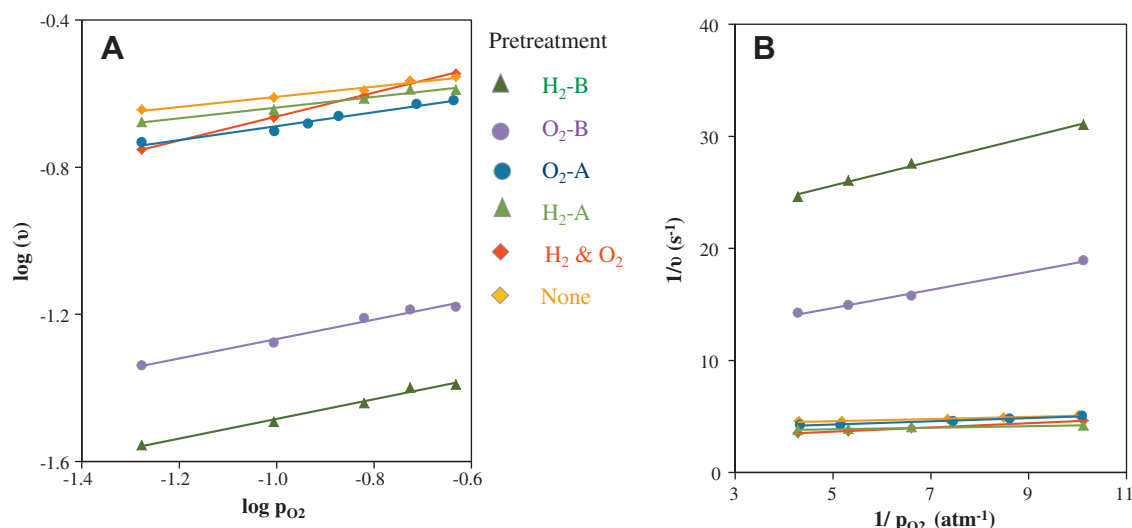 A
-0.4
-0.8
-1.2
-1.6
-1.4
-1.2
-1.0
-0.8
-0.6
log (υ)
log p_O2
Pretreatment
H₂-B
O₂-B
O₂-A
H₂-A
H₂ & O₂
None
B
40
30
20
10
0
3
5
7
9
11
1/υ (s⁻¹)
1/ p_O2 (atm⁻¹)